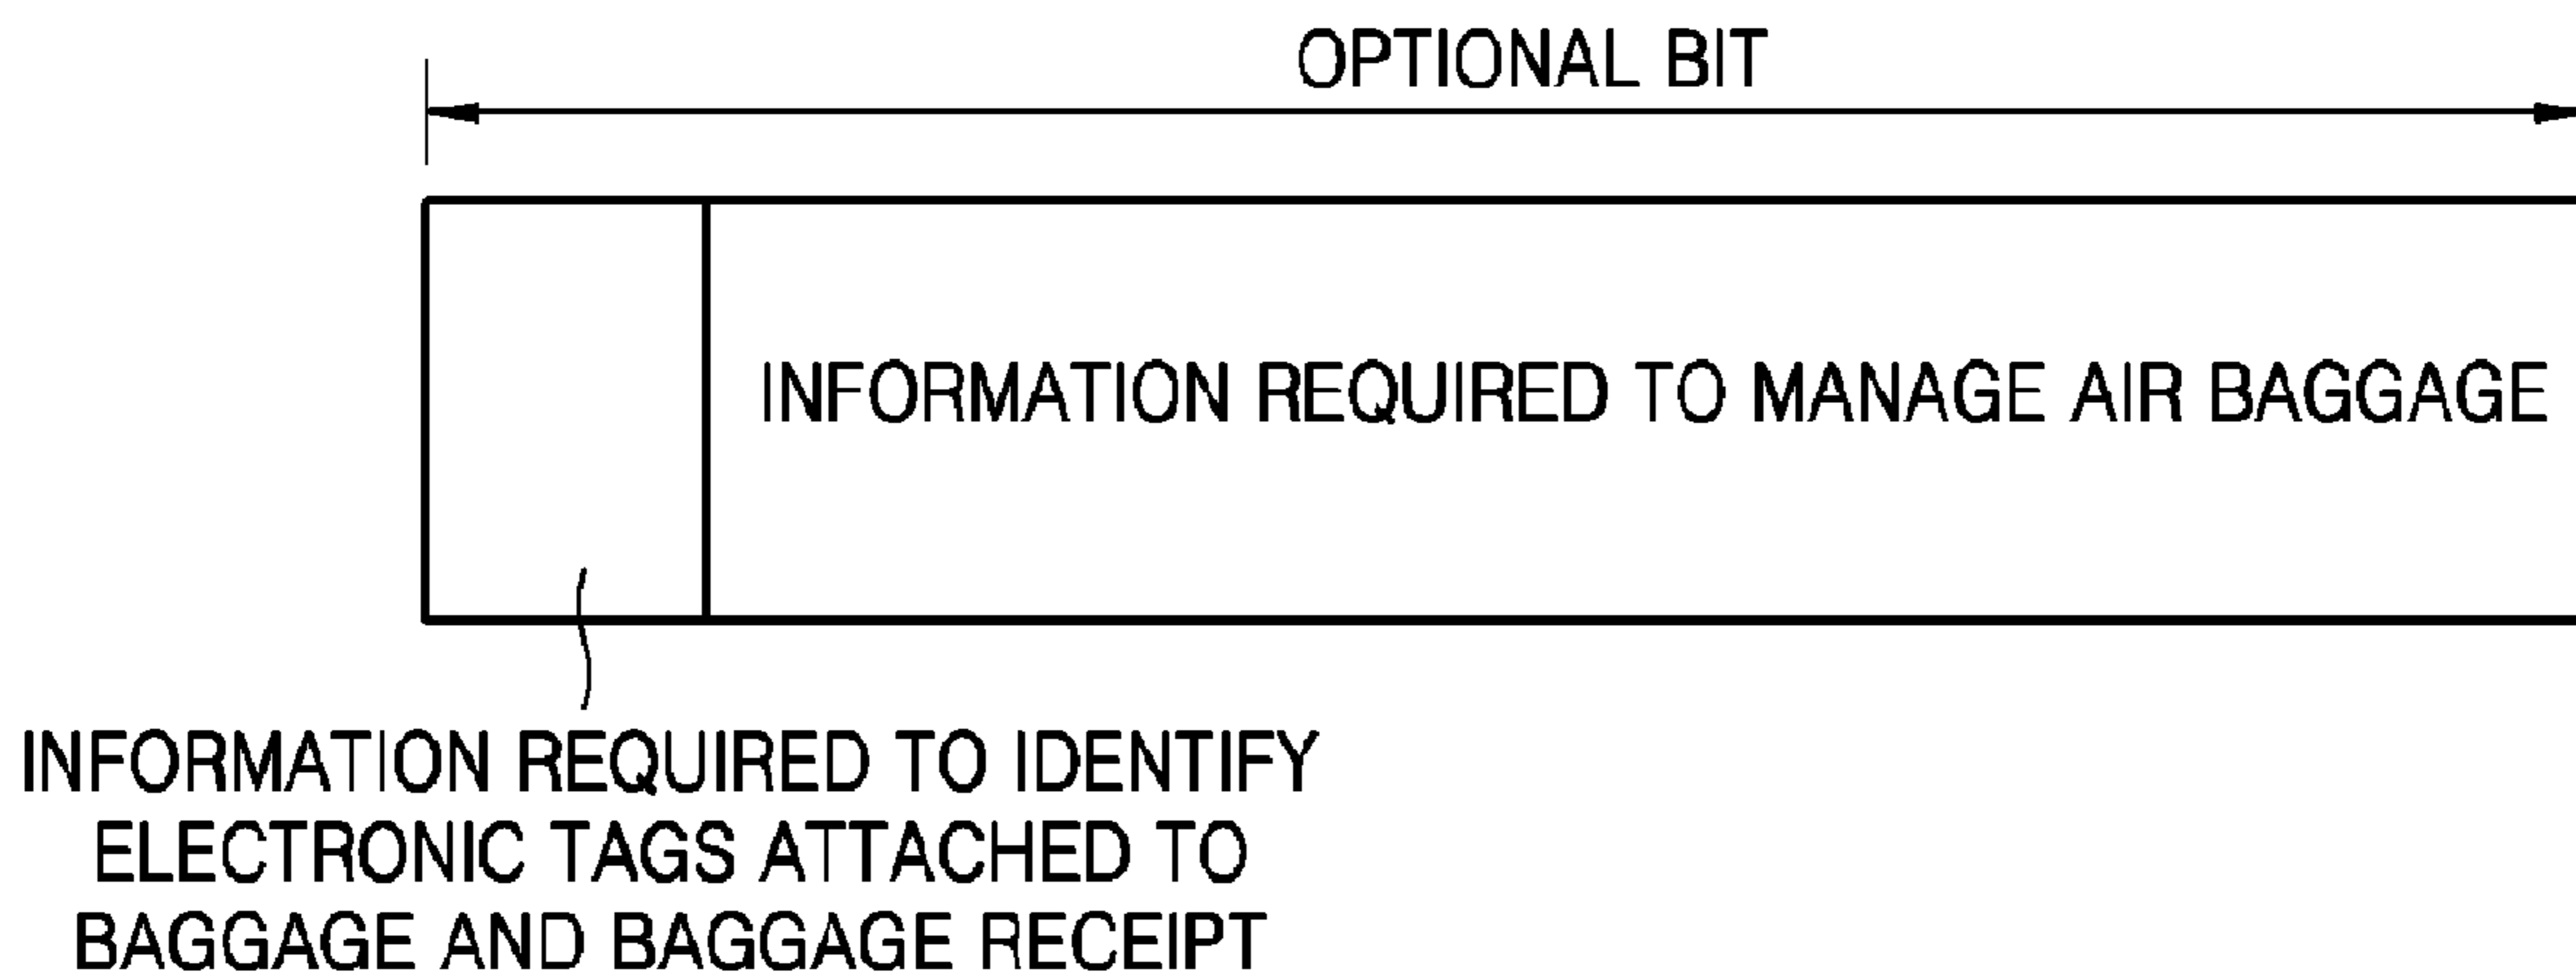 OPTIONAL BIT
INFORMATION REQUIRED TO MANAGE AIR BAGGAGE
INFORMATION REQUIRED TO IDENTIFY
ELECTRONIC TAGS ATTACHED TO
BAGGAGE AND BAGGAGE RECEIPT